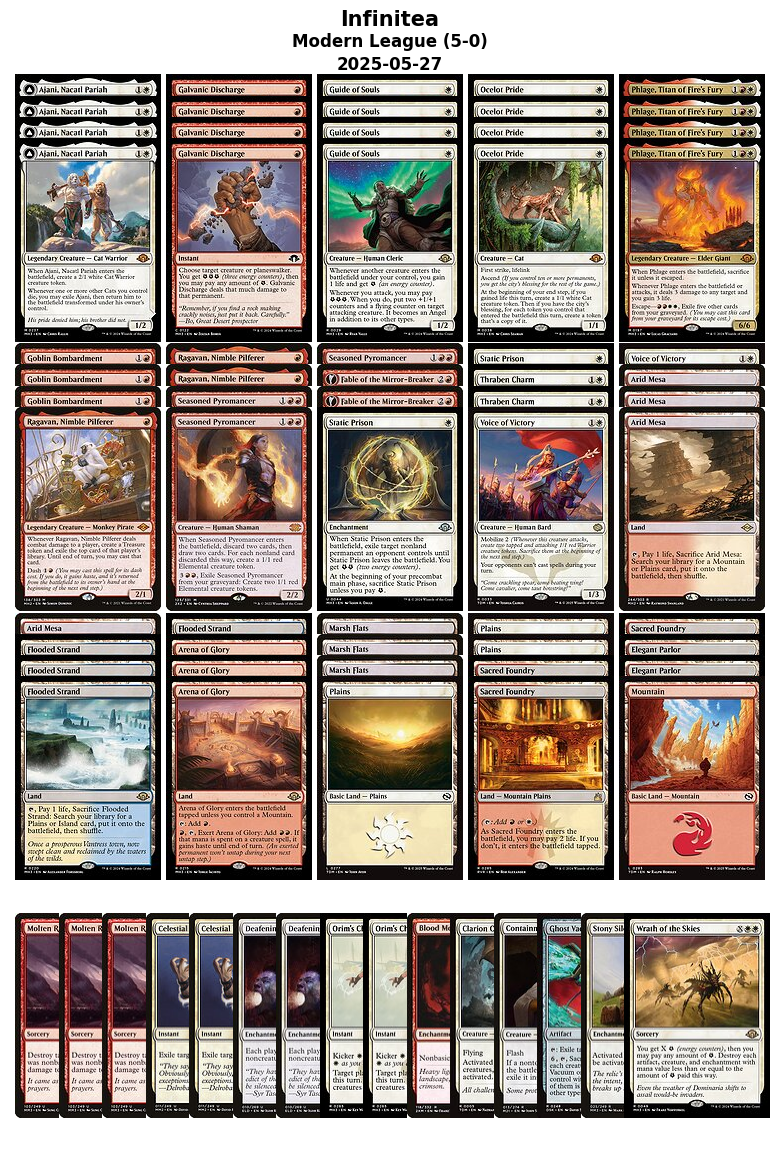 Infinitea
Modern League (5-0)
2025-05-27
Ajani, Nacatl Pariah
Ajani, Nacatl Pariah
Ajani, Nacatl Pariah
Ajani, Nacatl Pariah
Legendary Creature — Cat Warrior
When Ajani, Nacatl Pariah enters the
battlefield, create a 2/1 white Cat Warrior
creature token.
Whenever one or more other Cats you control
die, you may exile Ajani, then return him to
the battlefield transformed under his owner's
control.
His pride denied him; his brother did not.
1/2
Galvanic Discharge
Galvanic Discharge
Galvanic Discharge
Galvanic Discharge
Instant
Choose target creature or planeswalker.
You get (three energy counters), then
you may pay any amount of . Galvanic
Discharge deals that much damage to
that permanent.
"Remember, if you find a rock making
crackly noises, just put it back. Carefully."
—Bo, Great Desert prospector
Guide of Souls
Guide of Souls
Guide of Souls
Guide of Souls
Creature — Human Cleric
Whenever another creature enters the
battlefield under your control, you gain
1 life and get (an energy counter).
Whenever you attack, you may pay
. When you do, put two +1/+1
counters and a flying counter on target
attacking creature. It becomes an Angel
in addition to its other types.
1/2
Ocelot Pride
Ocelot Pride
Ocelot Pride
Ocelot Pride
Creature — Cat
First strike, lifelink
Ascend (If you control ten or more permanents,
you get the city's blessing for the rest of the game.)
At the beginning of your end step, if you
gained life this turn, create a 1/1 white Cat
creature token. Then if you have the city's
blessing, for each token you control that
entered the battlefield this turn, create a token
that's a copy of it.
1/1
Phlage, Titan of Fire's Fury
Phlage, Titan of Fire's Fury
Phlage, Titan of Fire's Fury
Phlage, Titan of Fire's Fury
Legendary Creature — Elder Giant
When Phlage enters the battlefield, sacrifice
it unless it escaped.
Whenever Phlage enters the battlefield or
attacks, it deals 3 damage to any target and
you gain 3 life.
Escape—, Exile five other cards
from your graveyard. (You may cast this card from
your graveyard for its escape cost.)
6/6
Goblin Bombardment
Goblin Bombardment
Goblin Bombardment
Ragavan, Nimble Pilferer
Legendary Creature — Monkey Pirate
Whenever Ragavan, Nimble Pilferer deals
combat damage to a player, create a Treasure
token and exile the top card of that player's
library. Until end of turn, you may cast that
card.
Dash 1 (You may cast this spell for its dash
cost. If you do, it gains haste, and it's returned
from the battlefield to its owner's hand at the
beginning of the next end step.)
2/1
Ragavan, Nimble Pilferer
Ragavan, Nimble Pilferer
Seasoned Pyromancer
Seasoned Pyromancer
Creature — Human Shaman
When Seasoned Pyromancer enters
the battlefield, discard two cards, then
draw two cards. For each nonland card
discarded this way, create a 1/1 red
Elemental creature token.
3, Exile Seasoned Pyromancer
from your graveyard: Create two 1/1 red
Elemental creature tokens.
2/2
Seasoned Pyromancer
Fable of the Mirror-Breaker
Fable of the Mirror-Breaker
Static Prison
Enchantment
When Static Prison enters the
battlefield, exile target nonland
permanent an opponent controls until
Static Prison leaves the battlefield. You
get (two energy counters).
At the beginning of your precombat
main phase, sacrifice Static Prison
unless you pay .
Static Prison
Thraben Charm
Thraben Charm
Voice of Victory
Creature — Human Bard
Mobilize 2 (Whenever this creature attacks,
create two tapped and attacking 1/1 red Warrior
creature tokens. Sacrifice them at the beginning
of the next end step.)
Your opponents can't cast spells during your
turn.
1/3
Voice of Victory
Arid Mesa
Arid Mesa
Arid Mesa
Land
, Pay 1 life, Sacrifice Arid Mesa:
Search your library for a Mountain
or Plains card, put it onto the
battlefield, then shuffle.
Arid Mesa
Flooded Strand
Flooded Strand
Flooded Strand
Land
, Pay 1 life, Sacrifice Flooded
Strand: Search your library for a
Plains or Island card, put it onto the
battlefield, then shuffle.
Once a prosperous Vantress town, now
swept clean and reclaimed by the waters
of the wilds.
Flooded Strand
Arena of Glory
Arena of Glory
Arena of Glory
Land
Arena of Glory enters the battlefield
tapped unless you control a Mountain.
: Add .
, , Exert Arena of Glory: Add . If
that mana is spent on a creature spell, it
gains haste until end of turn. (An exerted
permanent won't untap during your next
untap step.)
Marsh Flats
Marsh Flats
Marsh Flats
Plains
Basic Land — Plains
Plains
Plains
Sacred Foundry
Sacred Foundry
Land — Mountain Plains
(: Add or .)
As Sacred Foundry enters the
battlefield, you may pay 2 life. If you
don't, it enters the battlefield tapped.
Sacred Foundry
Elegant Parlor
Elegant Parlor
Mountain
Basic Land — Mountain
Molten R
Sorcery
Molten R
Sorcery
Molten R
Sorcery
Celestial
Instant
Celestial
Instant
Deafenin
Enchantm
Deafenin
Enchantm
Orim's Ch
Instant
Orim's Ch
Instant
Blood Mo
Enchantm
Nonbasic
Clarion C
Creature —
Flying
Activated
creatures,
activated.
Contain
Creature —
Flash
If a nont
Ghost Va
Artifact
Stony Sil
Enchantm
Activated
Wrath of the Skies
Sorcery
You get X (energy counters), then you
may pay any amount of . Destroy each
artifact, creature, and enchantment with
mana value less than or equal to the
amount of paid this way.
Even the weather of Dominaria shifts to
assail would-be invaders.